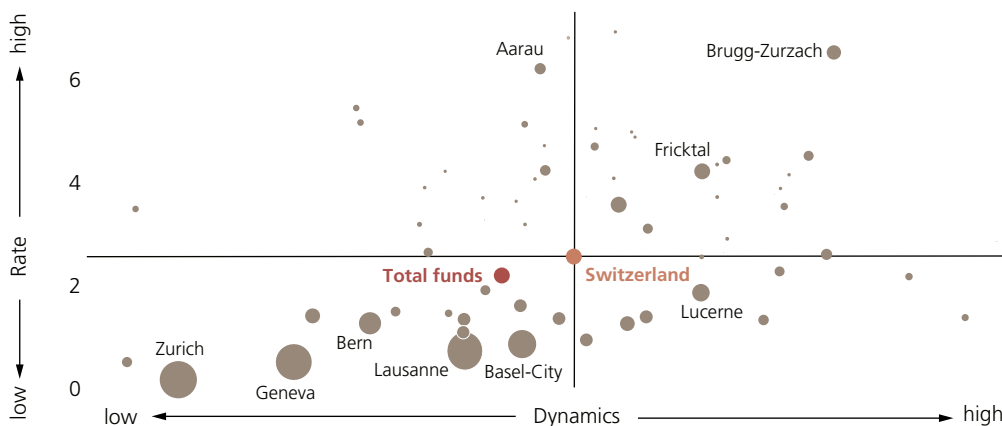 high
Aarau
Brugg-Zurzach
6
Fricktal
4
Rate
Total funds
Switzerland
2
Lucerne
Bern
Zurich
Lausanne
Basel-City
Geneva
0
low
low
Dynamics
high